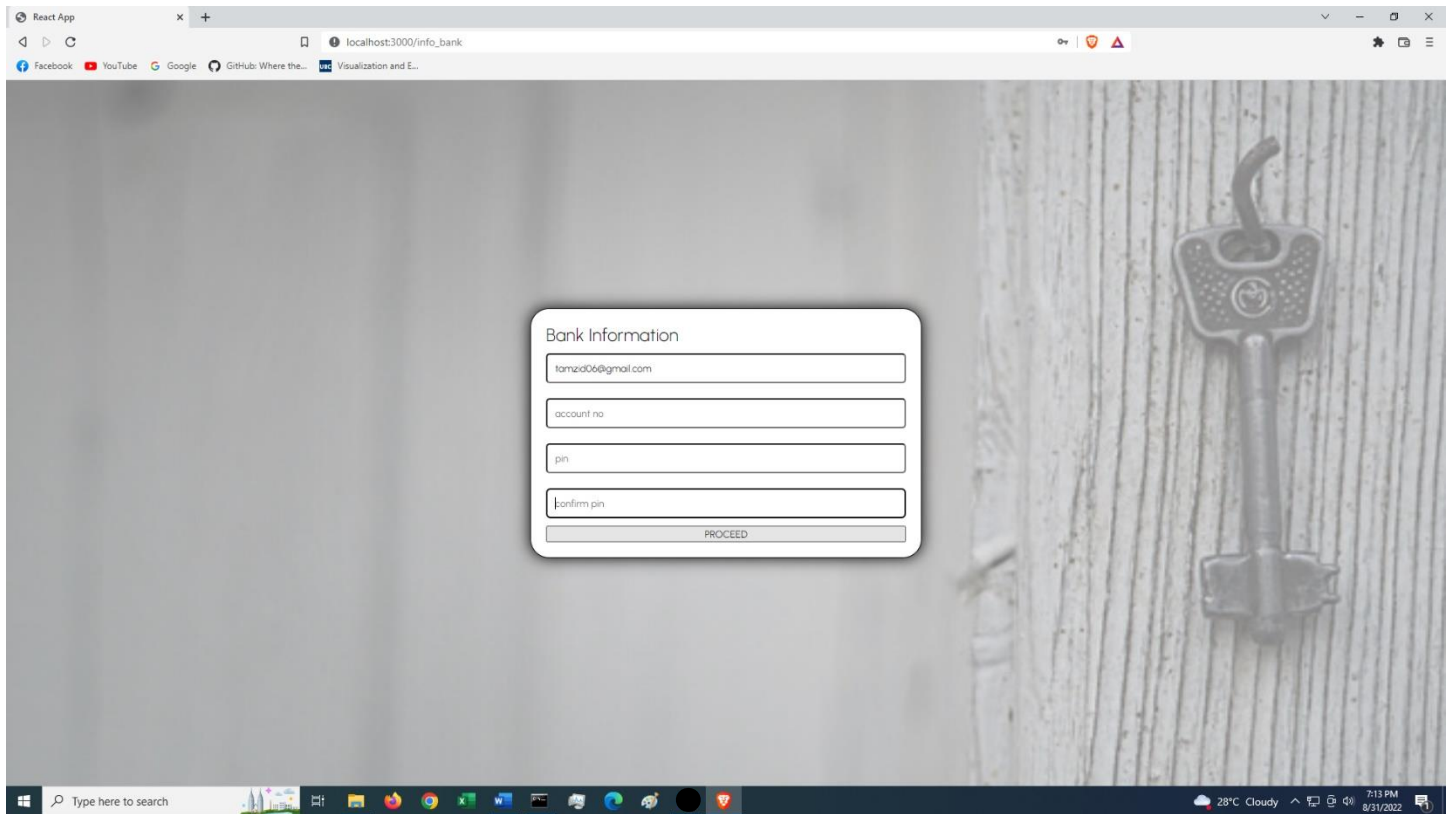 React App
localhost:3000/info_bank
Facebook YouTube Google GitHub: Where the... UBC Visualization and E...
Bank Information
tamzid06@gmail.com
account no
pin
confirm pin
PROCEED
Type here to search
28°C Cloudy
7:13 PM
8/31/2022